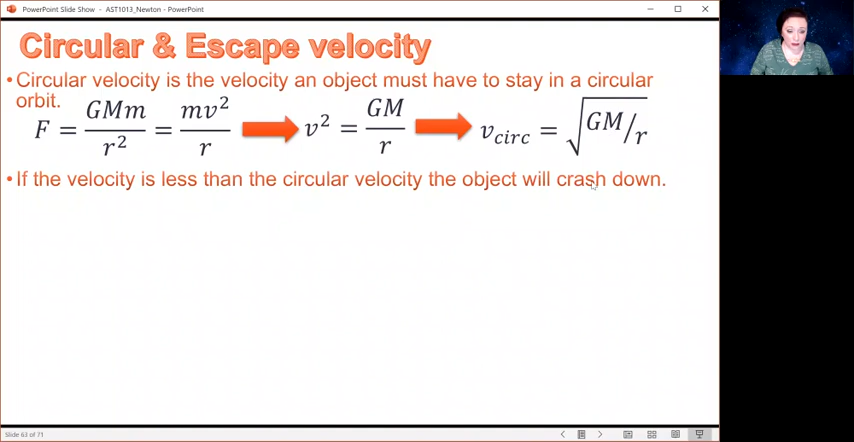 PowerPoint Slide Show - AST1013_Newton - PowerPoint
Circular & Escape velocity
• Circular velocity is the velocity an object must have to stay in a circular
orbit.
F = GMm/r² = mv²/r → v² = GM/r → v_circ = √(GM/r)
• If the velocity is less than the circular velocity the object will crash down.
Slide 63 of 71